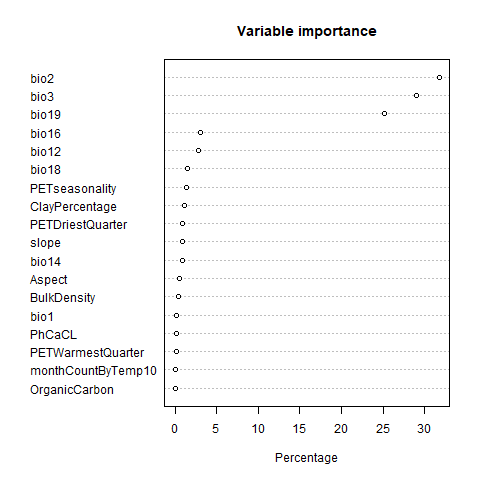 Variable importance
bio2
bio3
bio19
bio16
bio12
bio18
PETseasonality
ClayPercentage
PETDriestQuarter
slope
bio14
Aspect
BulkDensity
bio1
PhCaCL
PETWarmestQuarter
monthCountByTemp10
OrganicCarbon
0 5 10 15 20 25 30
Percentage